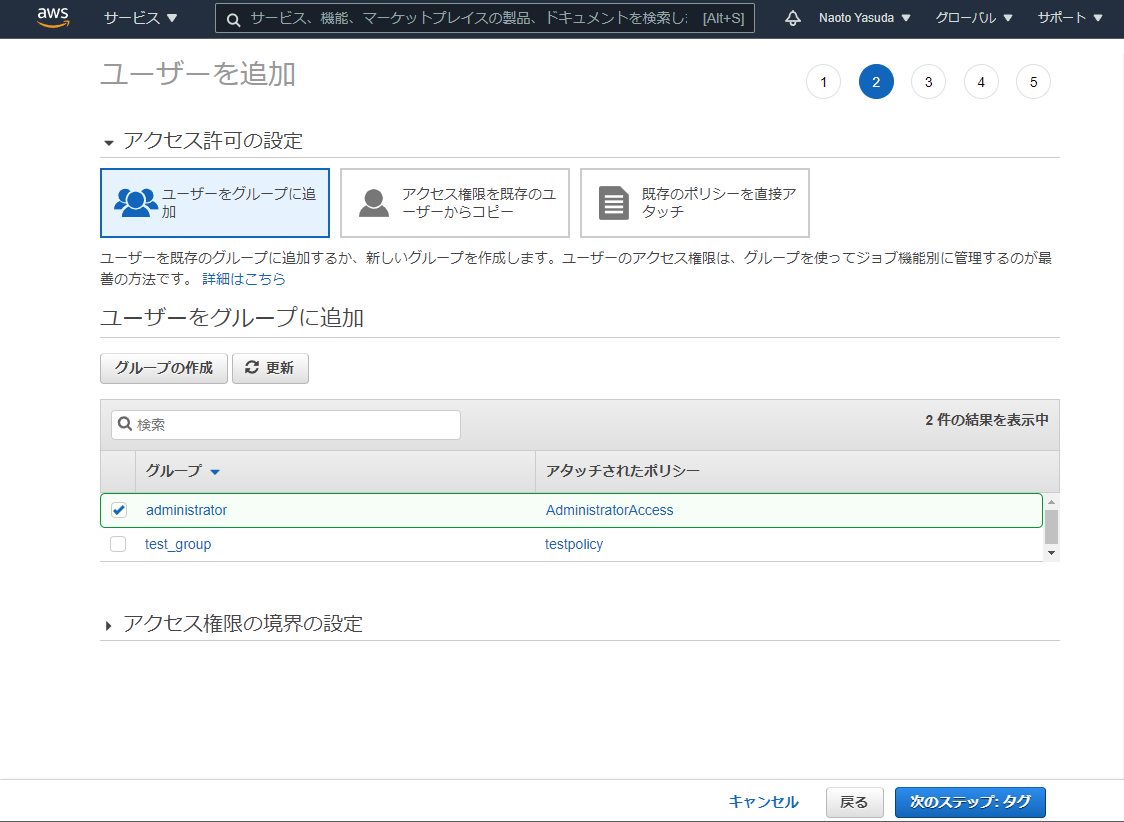 aws サービス サービス、機能、マーケットプレイスの製品、ドキュメントを検索し [Alt+S] Naoto Yasuda グローバル サポート
ユーザーを追加
1 2 3 4 5
アクセス許可の設定
ユーザーをグループに追
加
アクセス権限を既存のユ
ーザーからコピー
既存のポリシーを直接ア
タッチ
ユーザーを既存のグループに追加するか、新しいグループを作成します。ユーザーのアクセス権限は、グループを使ってジョブ機能別に管理するのが最
善の方法です。 詳細はこちら
ユーザーをグループに追加
グループの作成 更新
検索 2 件の結果を表示中
グループ アタッチされたポリシー
administrator AdministratorAccess
test_group testpolicy
アクセス権限の境界の設定
キャンセル 戻る 次のステップ: タグ